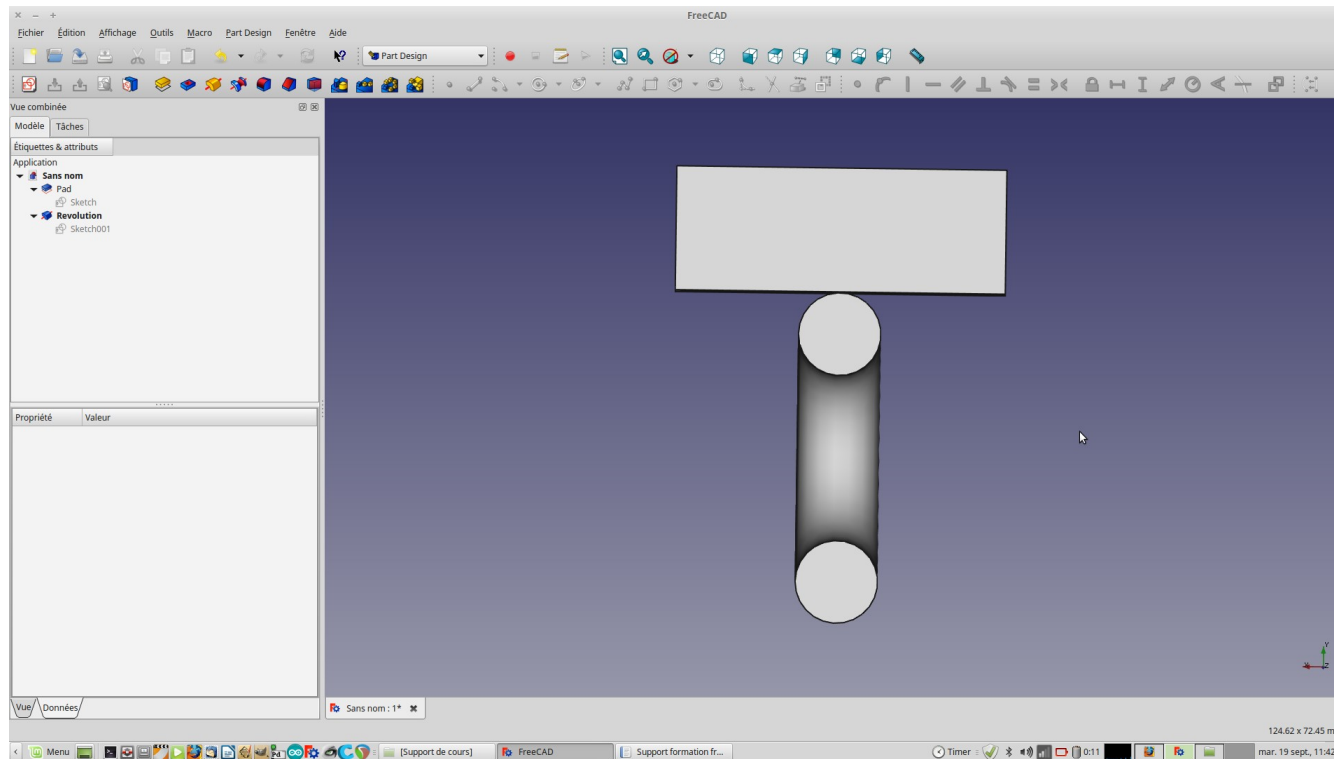 FreeCAD
Fichier Édition Affichage Outils Macro Part Design Fenêtre Aide
Part Design
Vue combinée
Modèle Tâches
Étiquettes & attributs
Application
Sans nom
Pad
Sketch
Revolution
Sketch001
Propriété Valeur
Y
X Z
Vue Données
Sans nom : 1*
124.62 x 72.45 m
Menu [Support de cours] FreeCAD Support formation fr... Timer 0:11 mar. 19 sept., 11:42